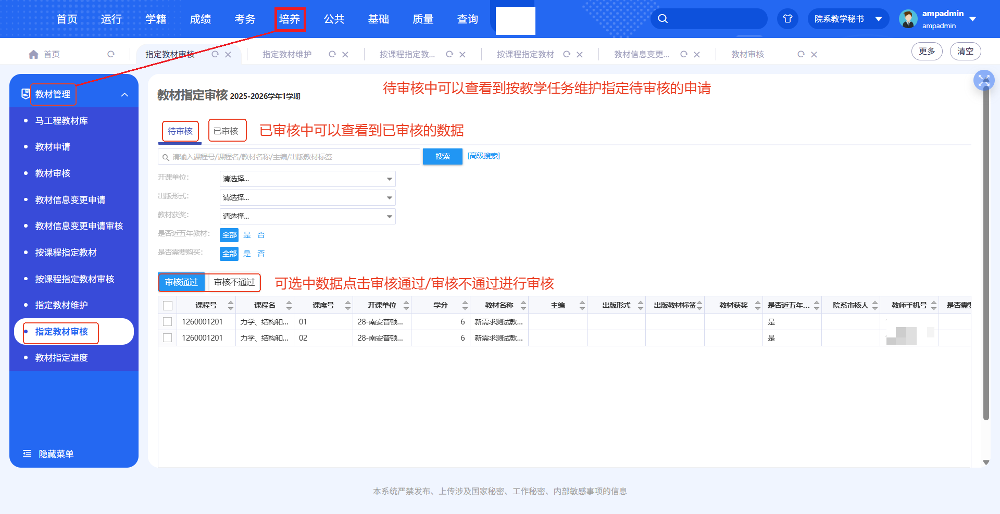 首页 运行 学籍 成绩 考务 培养 公共 基础 质量 查询 院系教学秘书 ampadmin
ampadmin
首页 指定教材审核 指定教材维护 按课程指定教... 按课程指定教材 教材信息变更... 教材审核 更多 清空
教材管理
马工程教材库
教材申请
教材审核
教材信息变更申请
教材信息变更申请审核
按课程指定教材
按课程指定教材审核
指定教材维护
指定教材审核
教材指定进度
隐藏菜单
教材指定审核 2025-2026学年1学期
待审核中可以查看到按教学任务维护指定待审核的申请
待审核 已审核 已审核中可以查看到已审核的数据
请输入课程号/课程名/教材名称/主编/出版教材标签 搜索 [高级搜索]
开课单位: 请选择...
出版形式: 请选择...
教材获奖: 请选择...
是否近五年教材: 全部 是 否
是否需要购买: 全部 是 否
审核通过 审核不通过 可选中数据点击审核通过/审核不通过进行审核
课程号 课程名 课序号 开课单位 学分 教材名称 主编 出版形式 出版教材标签 教材获奖 是否近五年... 院系审核人 教师手机号 是否需要
1260001201 力学、结构和... 01 28-南安普顿... 6 新需求测试教... 是
1260001201 力学、结构和... 02 28-南安普顿... 6 新需求测试教... 是
本系统严禁发布、上传涉及国家秘密、工作秘密、内部敏感事项的信息